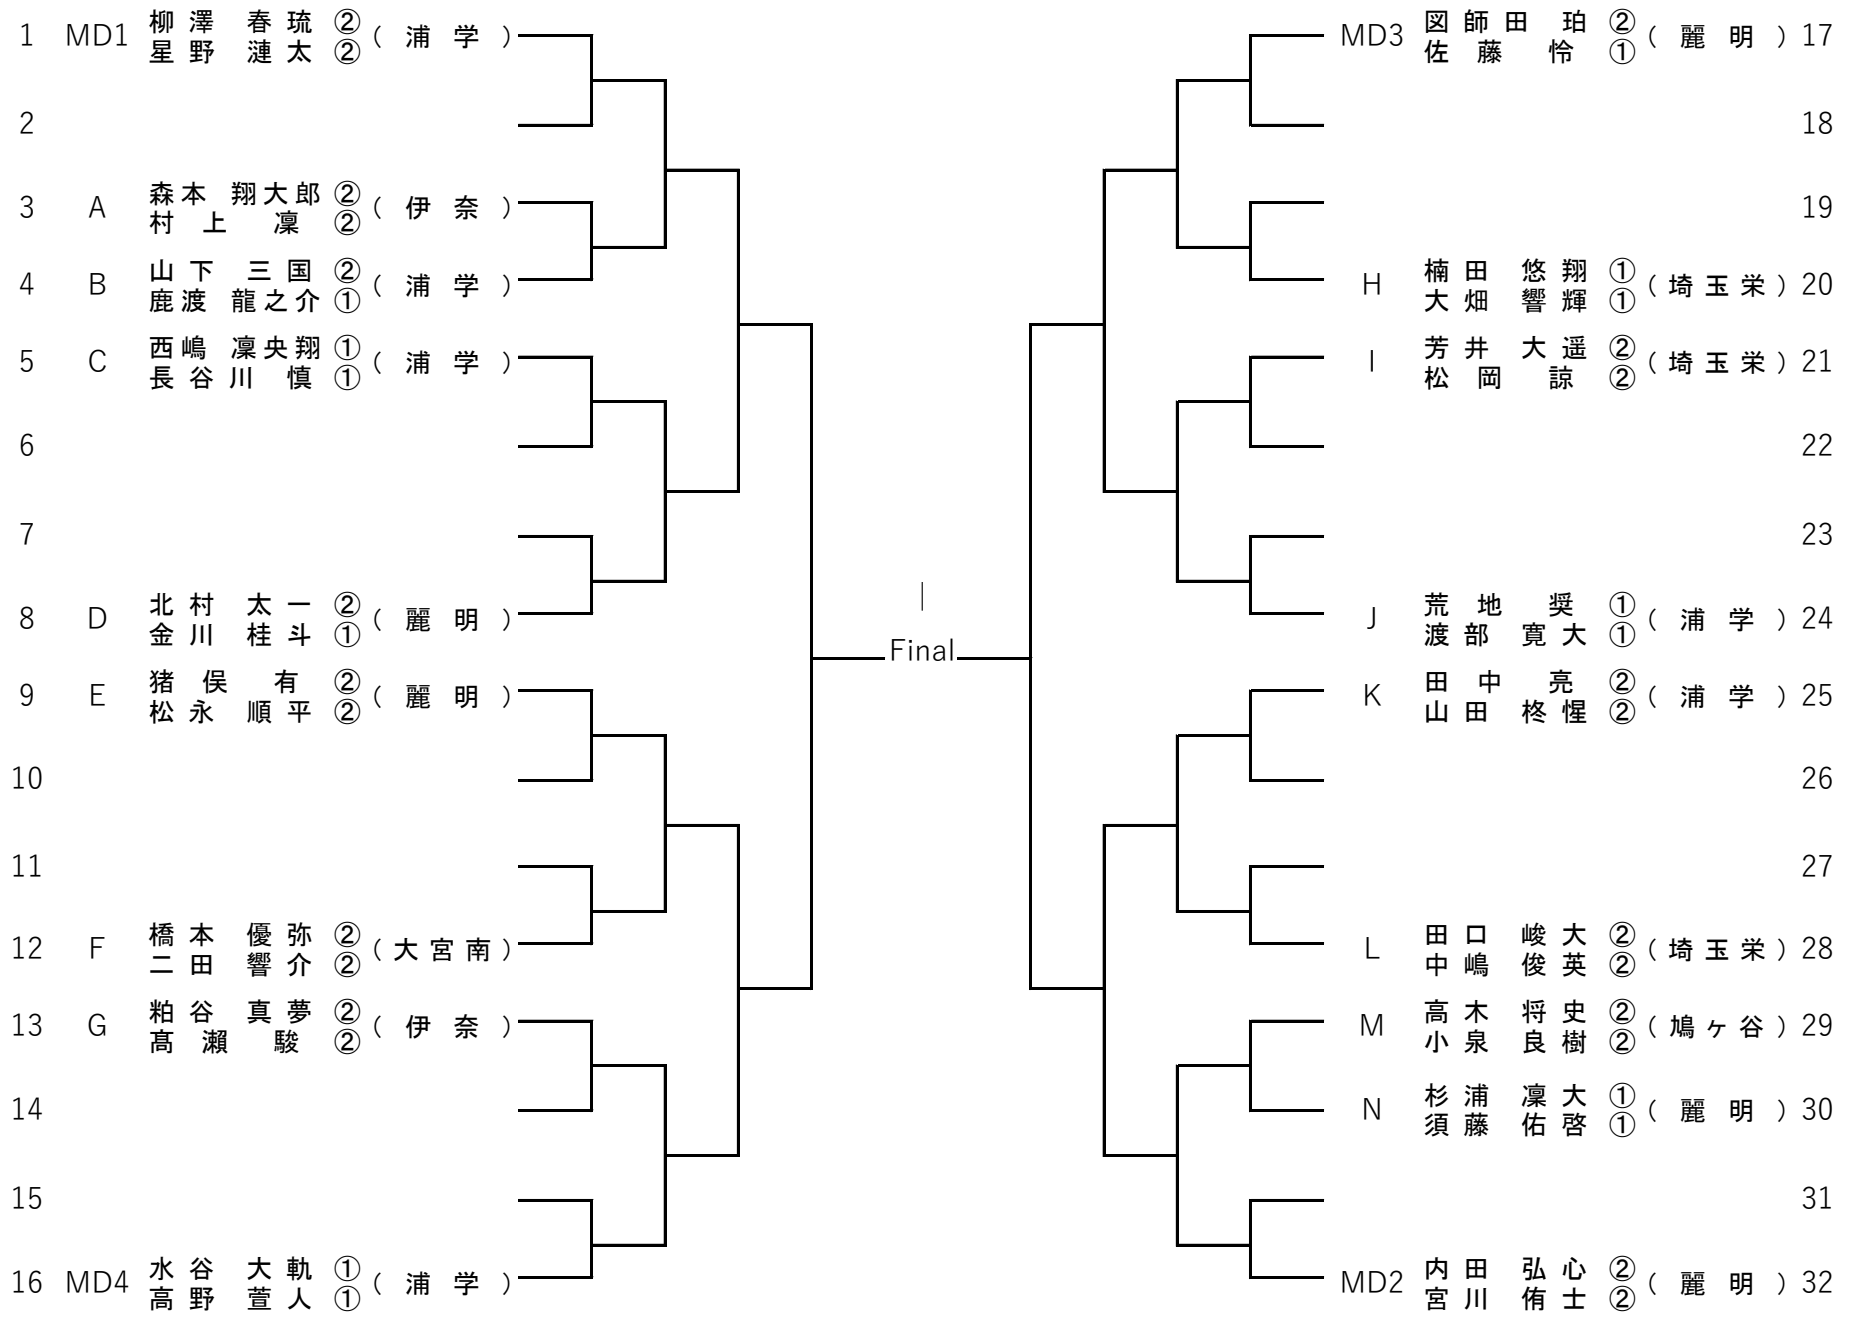 1 MD1 柳澤 春琉 ② (浦学)
星野 漣太 ②
2
3 A 森本 翔大郎 ② (伊奈)
村上 凜 ②
4 B 山下 三国 ② (浦学)
鹿渡 龍之介 ①
5 C 西嶋 凜央翔 ① (浦学)
長谷川 慎 ①
6
7
8 D 北村 太一 ② (麗明)
金川 桂斗 ①
9 E 猪俣 有 ② (麗明)
松永 順平 ②
10
11
12 F 橋本 優弥 ② (大宮南)
二田 響介 ②
13 G 粕谷 真夢 ② (伊奈)
髙瀬 駿 ②
14
15
16 MD4 水谷 大軌 ① (浦学)
高野 萱人 ①
|
Final
MD3 図師田 珀 ② (麗明) 17
佐藤 怜 ①
18
19
H 楠田 悠翔 ① (埼玉栄) 20
大畑 響輝 ①
I 芳井 大遥 ② (埼玉栄) 21
松岡 諒 ②
22
23
J 荒地 奨 ① (浦学) 24
渡部 寛大 ①
K 田中 亮 ② (浦学) 25
山田 柊惺 ②
26
27
L 田口 峻大 ② (埼玉栄) 28
中嶋 俊英 ②
M 高木 将史 ② (鳩ヶ谷) 29
小泉 良樹 ②
N 杉浦 凜大 ① (麗明) 30
須藤 佑啓 ①
31
MD2 内田 弘心 ② (麗明) 32
宮川 侑士 ②